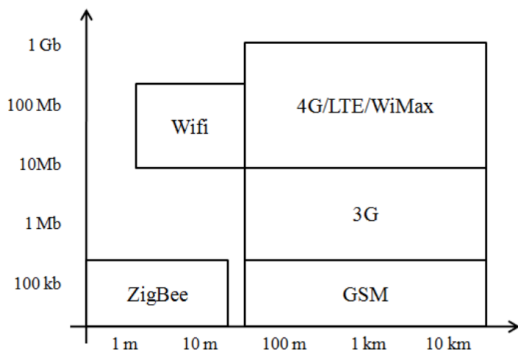 1 Gb
100 Mb
4G/LTE/WiMax
Wifi
10Mb
3G
1 Mb
100 kb
ZigBee
GSM
1 m
10 m
100 m
1 km
10 km